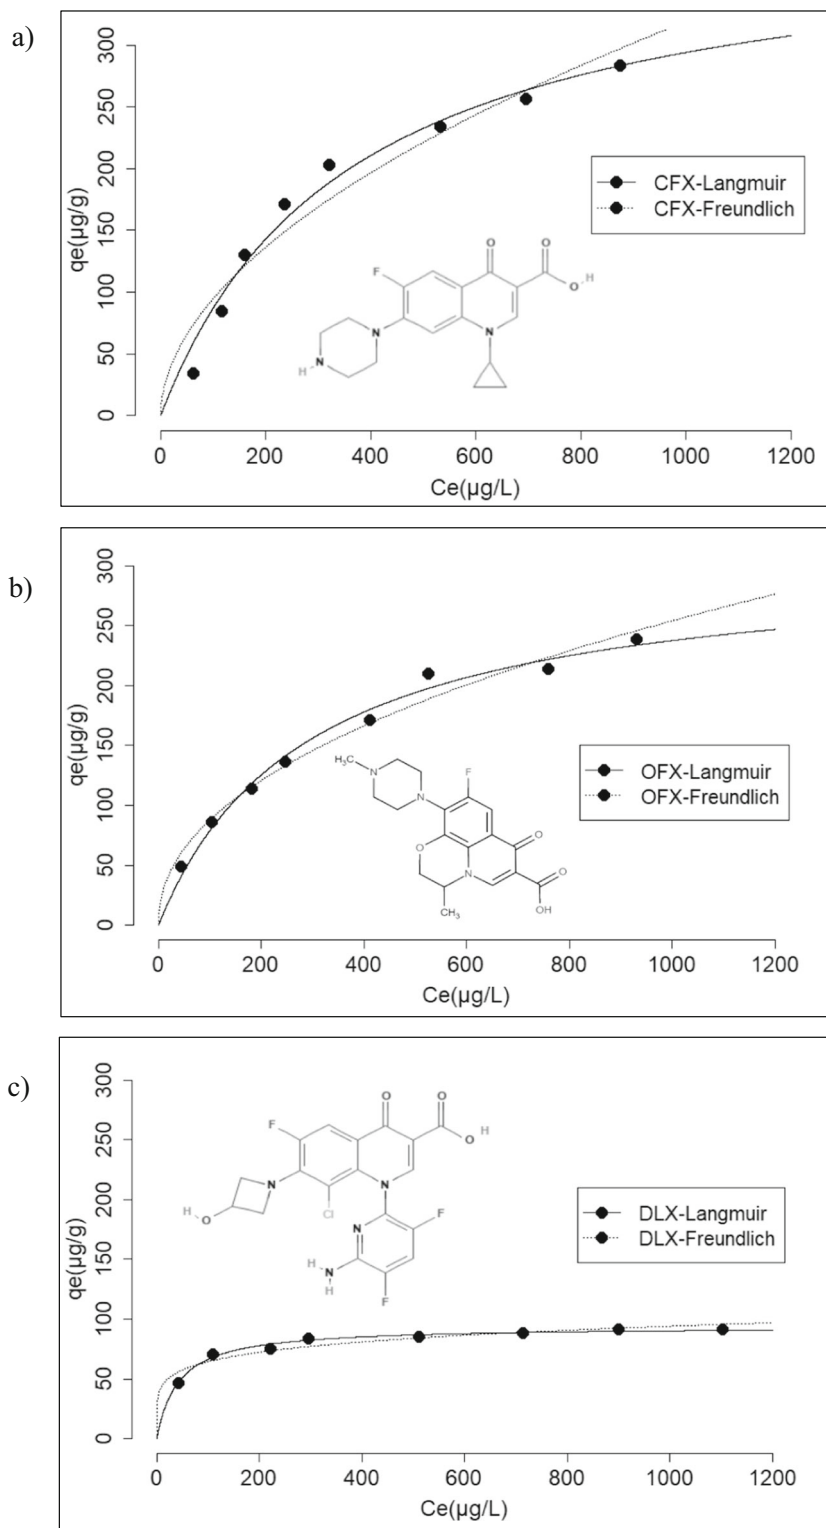 a)
qe(µg/g)
300
250
200
150
100
50
0
CFX-Langmuir
CFX-Freundlich
O
O
F
O
H
N
N
N
H
0 200 400 600 800 1000 1200
Ce(µg/L)
b)
qe(µg/g)
300
250
200
150
100
50
0
OFX-Langmuir
OFX-Freundlich
H₃C
N
F
N
O
O
N
O
CH₃
OH
0 200 400 600 800 1000 1200
Ce(µg/L)
c)
qe(µg/g)
300
250
200
150
100
50
0
O
O
F
O
H
N
N
H
O
Cl
N
F
H
N
H
F
DLX-Langmuir
DLX-Freundlich
0 200 400 600 800 1000 1200
Ce(µg/L)